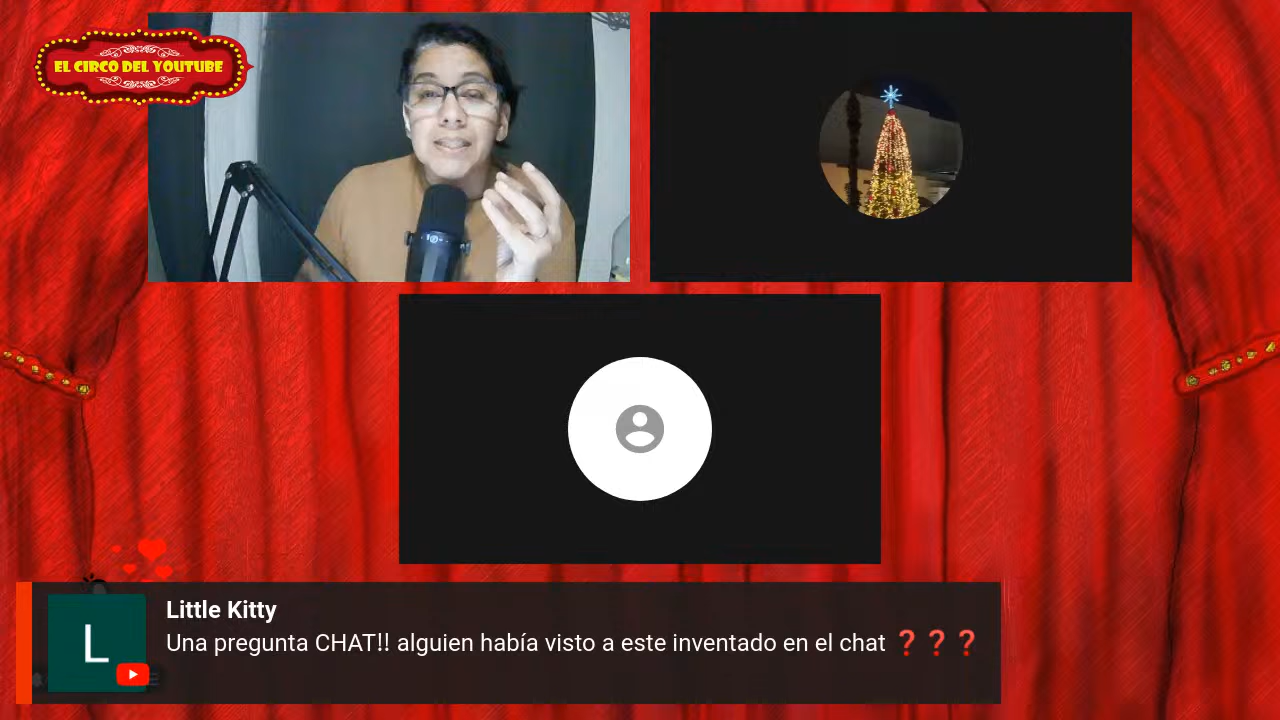 EL CIRCO DEL YOUTUBE
Little Kitty
Una pregunta CHAT!! alguien había visto a este inventado en el chat ❓❓❓
L